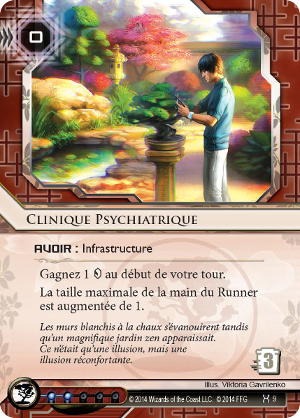 0
CLINIQUE PSYCHIATRIQUE
AVOIR : Infrastructure
Gagnez 1 au début de votre tour.
La taille maximale de la main du Runner
est augmentée de 1.
Les murs blanchis à la chaux s'évanouirent tandis
qu'un magnifique jardin zen apparaissait.
Ce n'était qu'une illusion, mais une
illusion réconfortante.
3
Illus. Viktoria Gavrilenko
© 2014 Wizards of the Coast LLC. © 2014 FFG 9